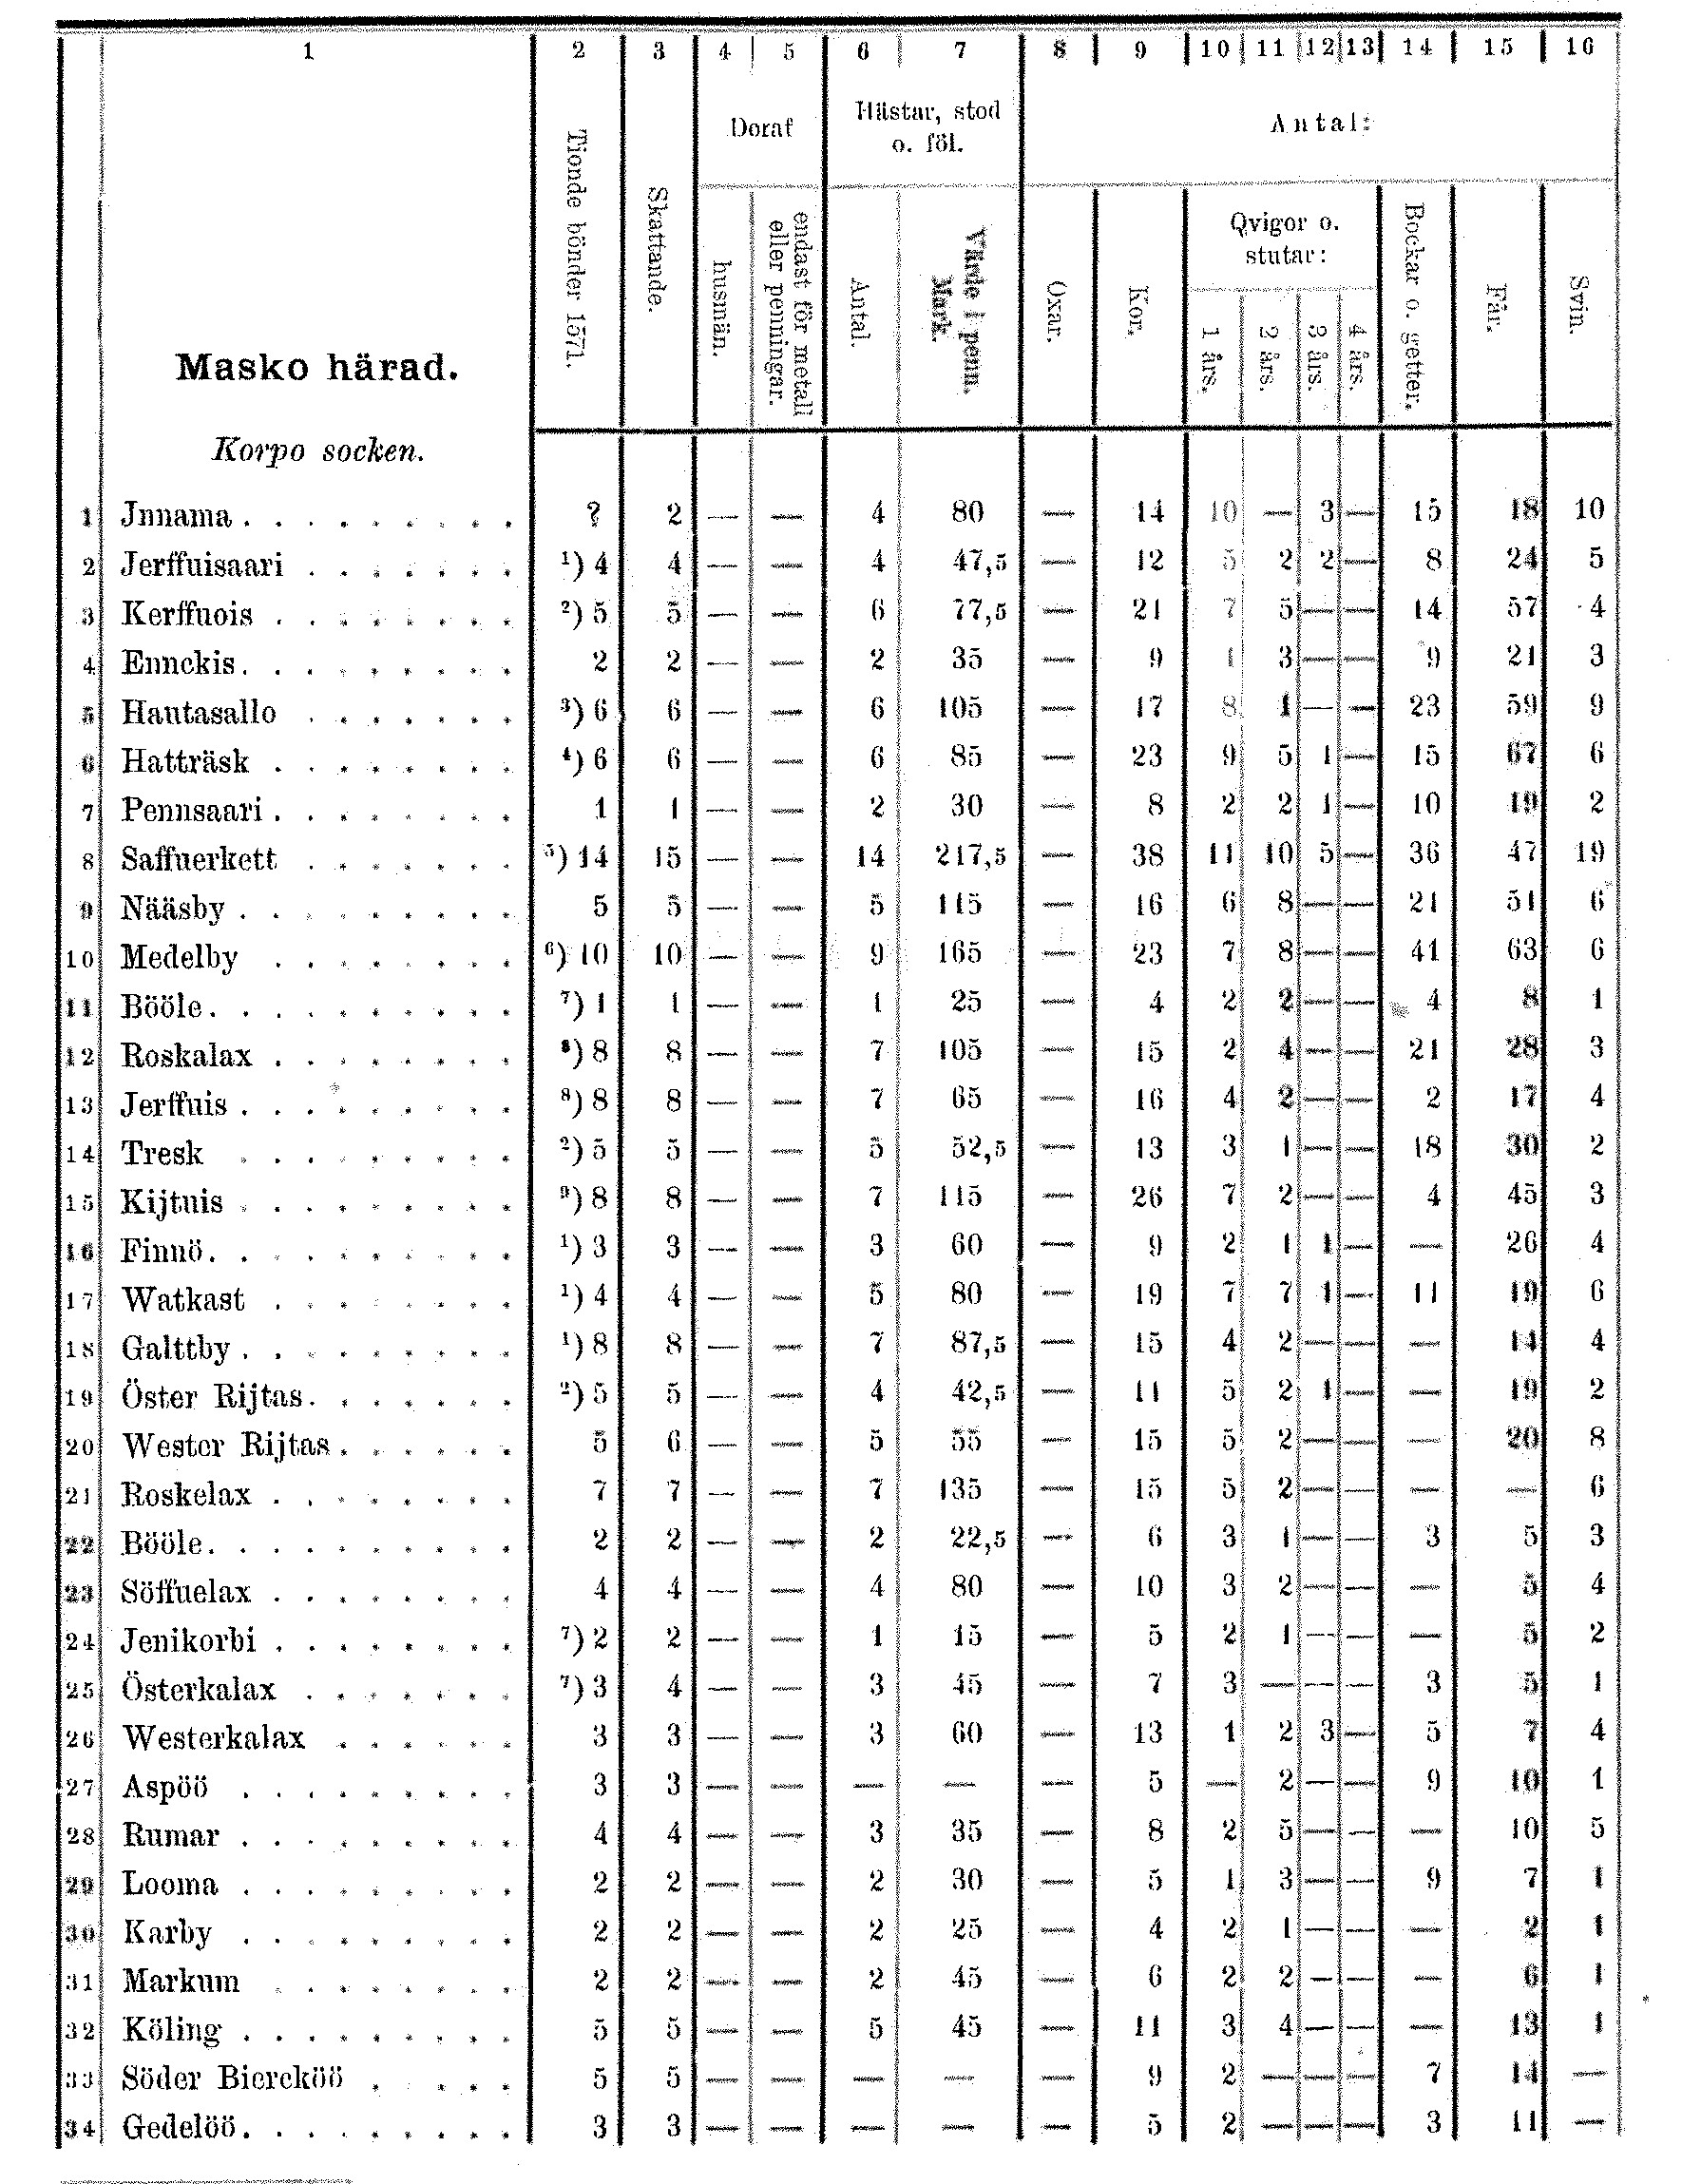 1 2 3 4 5 6 7 8 9 10 11 12 13 14 15 16
Masko härad.
Korpo socken.
Tionde bönder 1571.
Skattande.
Doraf
husmän.
endast för metall eller penningar.
Hästar, stod o. föl.
Antal.
Värde i penn. Mark.
Antal:
Oxar.
Kor.
Qvigor o. stutar:
1 års.
2 års.
3 års.
4 års.
Bockar o. getter.
Får.
Svin.
1 Jnnama . . . . . . . . . ? 2 — — 4 80 — 14 10 — 3 — 15 18 10
2 Jerffuisaari . . . . . . . ¹) 4 4 — — 4 47,5 — 12 5 2 2 — 8 24 5
3 Kerffuois . . . . . . . . ²) 5 5 — — 6 77,5 — 21 7 5 — — 14 57 4
4 Ennckis . . . . . . . . . 2 2 — — 2 35 — 9 1 3 — — 9 21 3
5 Hautasallo . . . . . . . ³) 6 6 — — 6 105 — 17 8 1 — — 23 59 9
6 Hatträsk . . . . . . . . ⁴) 6 6 — — 6 85 — 23 9 5 1 — 15 67 6
7 Pennsaari . . . . . . . . 1 1 — — 2 30 — 8 2 2 1 — 10 19 2
8 Saffuerkett . . . . . . . ⁵) 14 15 — — 14 217,5 — 38 11 10 5 — 36 47 19
9 Nääsby . . . . . . . . . 5 5 — — 5 115 — 16 6 8 — — 21 51 6
10 Medelby . . . . . . . . ⁶) 10 10 — — 9 165 — 23 7 8 — — 41 63 6
11 Bööle . . . . . . . . . . ⁷) 1 1 — — 1 25 — 4 2 2 — — 4 8 1
12 Roskalax . . . . . . . . ⁸) 8 8 — — 7 105 — 15 2 4 — — 21 28 3
13 Jerffuis . . . . . . . . . ⁸) 8 8 — — 7 65 — 16 4 2 — — 2 17 4
14 Tresk . . . . . . . . . ²) 5 5 — — 5 52,5 — 13 3 1 — — 18 30 2
15 Kijtuis . . . . . . . . . ⁹) 8 8 — — 7 115 — 26 7 2 — — 4 45 3
16 Finnö . . . . . . . . . . ¹) 3 3 — — 3 60 — 9 2 1 1 — — 26 4
17 Watkast . . . . . . . . ¹) 4 4 — — 5 80 — 19 7 7 1 — 11 19 6
18 Galttby . . . . . . . . . ¹) 8 8 — — 7 87,5 — 15 4 2 — — — 14 4
19 Öster Rijtas . . . . . . . ²) 5 5 — — 4 42,5 — 11 5 2 1 — — 19 2
20 Wester Rijtas . . . . . . 5 6 — — 5 55 — 15 5 2 — — — 20 8
21 Roskelax . . . . . . . . 7 7 — — 7 135 — 15 5 2 — — — — 6
22 Bööle . . . . . . . . . . 2 2 — — 2 22,5 — 6 3 1 — — 3 5 3
23 Söffuelax . . . . . . . . 4 4 — — 4 80 — 10 3 2 — — — 5 4
24 Jenikorbi . . . . . . . . ⁷) 2 2 — — 1 15 — 5 2 1 — — — 5 2
25 Österkalax . . . . . . . ⁷) 3 4 — — 3 45 — 7 3 — — — 3 5 1
26 Westerkalax . . . . . . 3 3 — — 3 60 — 13 1 2 3 — 5 7 4
27 Aspöö . . . . . . . . . 3 3 — — — — — 5 — 2 — — 9 10 1
28 Rumar . . . . . . . . . 4 4 — — 3 35 — 8 2 5 — — — 10 5
29 Looma . . . . . . . . . 2 2 — — 2 30 — 5 1 3 — — 9 7 1
30 Karby . . . . . . . . . 2 2 — — 2 25 — 4 2 1 — — — 2 1
31 Markum . . . . . . . . 2 2 — — 2 45 — 6 2 2 — — — 6 1
32 Köling . . . . . . . . . 5 5 — — 5 45 — 11 3 4 — — — 13 1
33 Söder Biercköö . . . . . 5 5 — — — — — 9 2 — — — 7 14 —
34 Gedelöö . . . . . . . . . 3 3 — — — — — 5 2 — — — 3 11 —